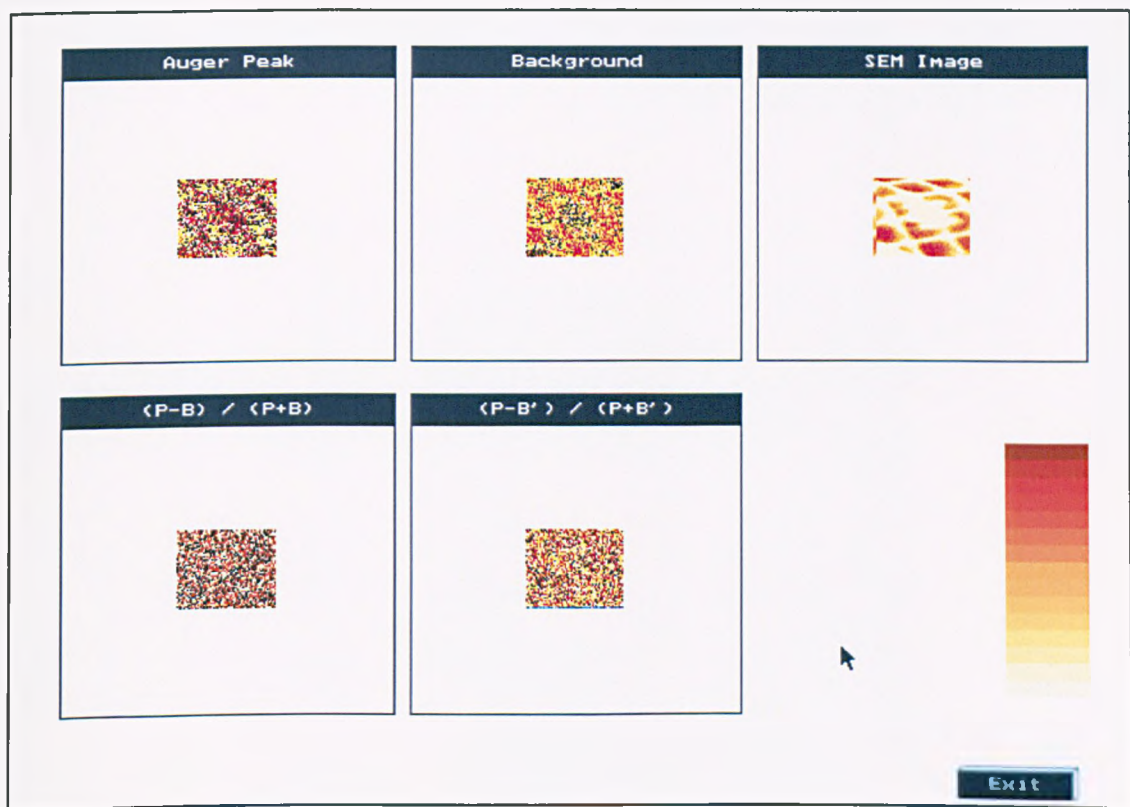 Auger Peak
Background
SEM Image
(P-B) / (P+B)
(P-B') / (P+B')
Exit